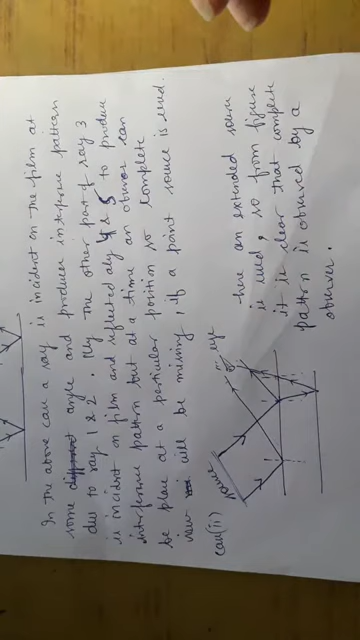 In the above case a ray is incident on the film at
some angle and produce interference pattern
due to ray 1 & 2. My the other part of ray 3
is incident on film and reflected aly 4 & 5 to produce
interference pattern but at a time an observer can
be place at a particular position so complete
view will be missing, if a point source is used.
case(ii)
source
eye
here an extended source
is used, so from figure
it is clear that complete
pattern is observed by a
observer.